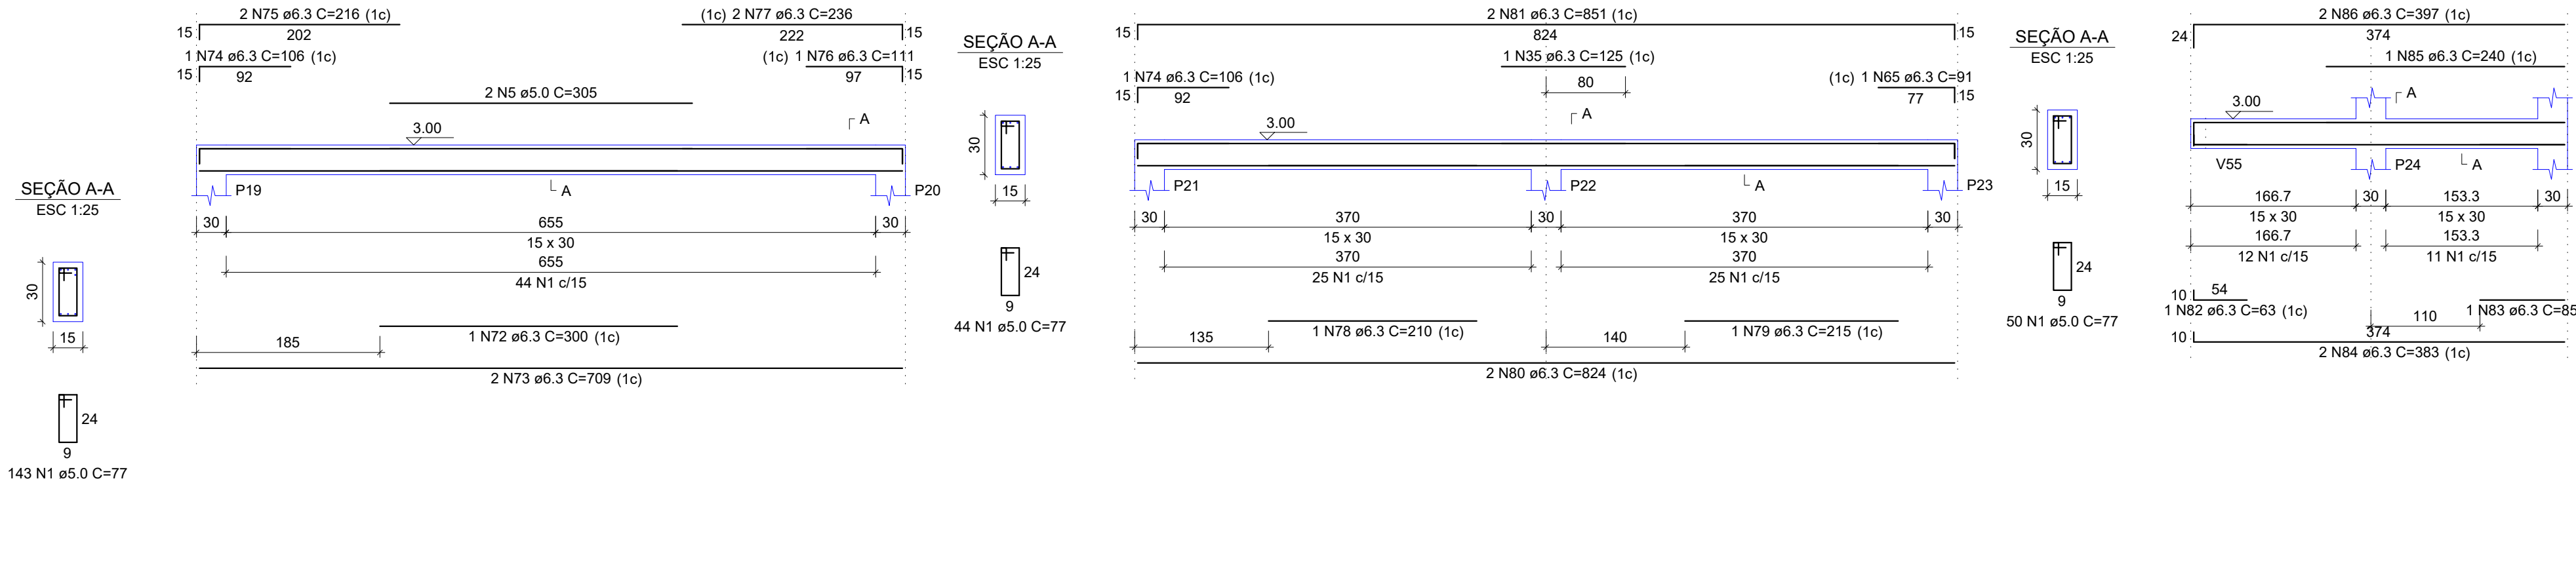 SEÇÃO A-A
ESC 1:25
30
15
24
9
143 N1 ø5.0 C=77
2 N75 ø6.3 C=216 (1c)
(1c) 2 N77 ø6.3 C=236
15
202
222
15
1 N74 ø6.3 C=106 (1c)
(1c) 1 N76 ø6.3 C=111
15
92
97
15
2 N5 ø5.0 C=305
A
3.00
P19
A
P20
30
655
30
15 x 30
655
44 N1 c/15
1 N72 ø6.3 C=300 (1c)
185
2 N73 ø6.3 C=709 (1c)
SEÇÃO A-A
ESC 1:25
30
15
24
9
44 N1 ø5.0 C=77
2 N81 ø6.3 C=851 (1c)
15
824
15
1 N35 ø6.3 C=125 (1c)
80
1 N74 ø6.3 C=106 (1c)
(1c) 1 N65 ø6.3 C=91
15
92
77
15
A
3.00
P21
P22
A
P23
30
370
30
370
30
15 x 30
15 x 30
370
370
25 N1 c/15
25 N1 c/15
1 N78 ø6.3 C=210 (1c)
1 N79 ø6.3 C=215 (1c)
135
140
2 N80 ø6.3 C=824 (1c)
SEÇÃO A-A
ESC 1:25
30
15
24
9
50 N1 ø5.0 C=77
2 N86 ø6.3 C=397 (1c)
24
374
1 N85 ø6.3 C=240 (1c)
A
3.00
V55
P24
A
166.7
30
153.3
30
15 x 30
15 x 30
166.7
153.3
12 N1 c/15
11 N1 c/15
10
54
1 N82 ø6.3 C=63 (1c)
1 N83 ø6.3 C=85
110
374
10
2 N84 ø6.3 C=383 (1c)